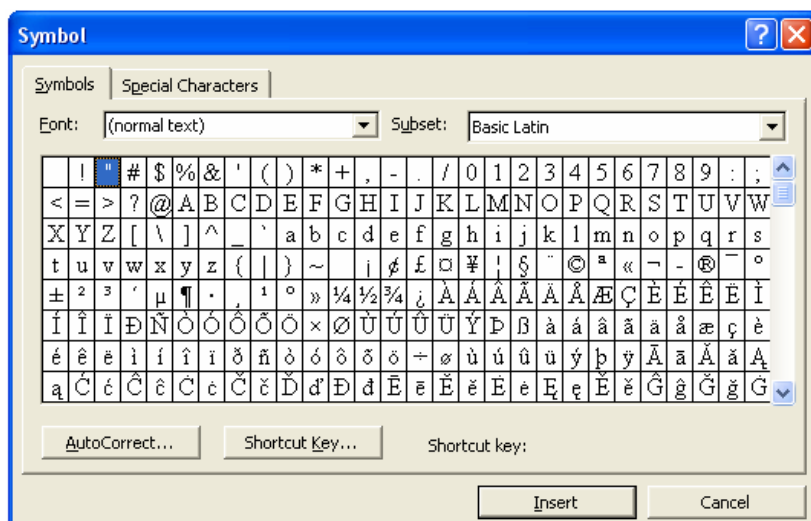 Symbol
Symbols Special Characters
Font: (normal text) Subset: Basic Latin
! " # $ % & ' ( ) * + , - . / 0 1 2 3 4 5 6 7 8 9 : ;
< = > ? @ A B C D E F G H I J K L M N O P Q R S T U V W
X Y Z [ \ ] ^ _ ` a b c d e f g h i j k l m n o p q r s
t u v w x y z { | } ~ ¡ ¢ £ ¤ ¥ ¦ § ¨ © ª « ¬ - ® ¯ °
± ² ³ ´ µ ¶ · ¸ ¹ º » ¼ ½ ¾ ¿ À Á Â Ã Ä Å Æ Ç È É Ê Ë Ì
Í Î Ï Ð Ñ Ò Ó Ô Õ Ö × Ø Ù Ú Û Ü Ý Þ ß à á â ã ä å æ ç è
é ê ë ì í î ï ð ñ ò ó ô õ ö ÷ ø ù ú û ü ý þ ÿ Ā ā Ă ă Ą
ą Ć ć Ĉ ĉ Ċ ċ Č č Ď ď Đ đ Ē ē Ĕ ĕ Ė ė Ę ę Ě ě Ĝ ĝ Ğ ğ Ġ
AutoCorrect... Shortcut Key... Shortcut key:
Insert Cancel